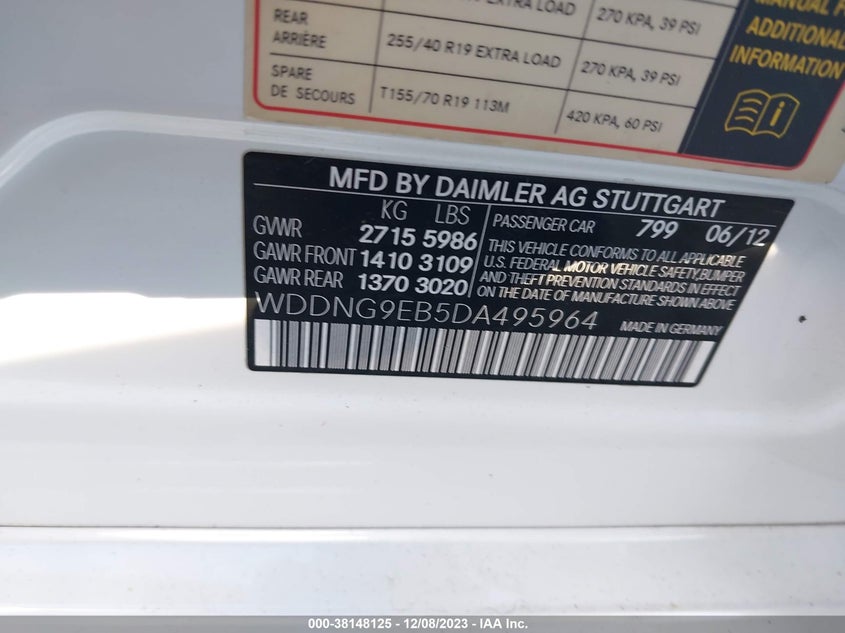 EXTRA LOAD 270 KPA, 39 PSI
REAR
ARRIÈRE 255/40 R19 EXTRA LOAD 270 KPA, 39 PSI
SPARE
DE SECOURS T155/70 R19 113M 420 KPA, 60 PSI
MANUAL
ADDITIONAL
INFORMATION
MFD BY DAIMLER AG STUTTGART
KG LBS
GVWR 2715 5986
GAWR FRONT 1410 3109
GAWR REAR 1370 3020
PASSENGER CAR 799 06/12
THIS VEHICLE CONFORMS TO ALL APPLICABLE
U.S. FEDERAL MOTOR VEHICLE SAFETY,BUMPER
AND THEFT PREVENTION STANDARDS IN EFFECT
ON THE DATE OF MANUFACTURE SHOWN ABOVE
WDDNG9EB5DA495964 MADE IN GERMANY
000-38148125 - 12/08/2023 - IAA Inc.